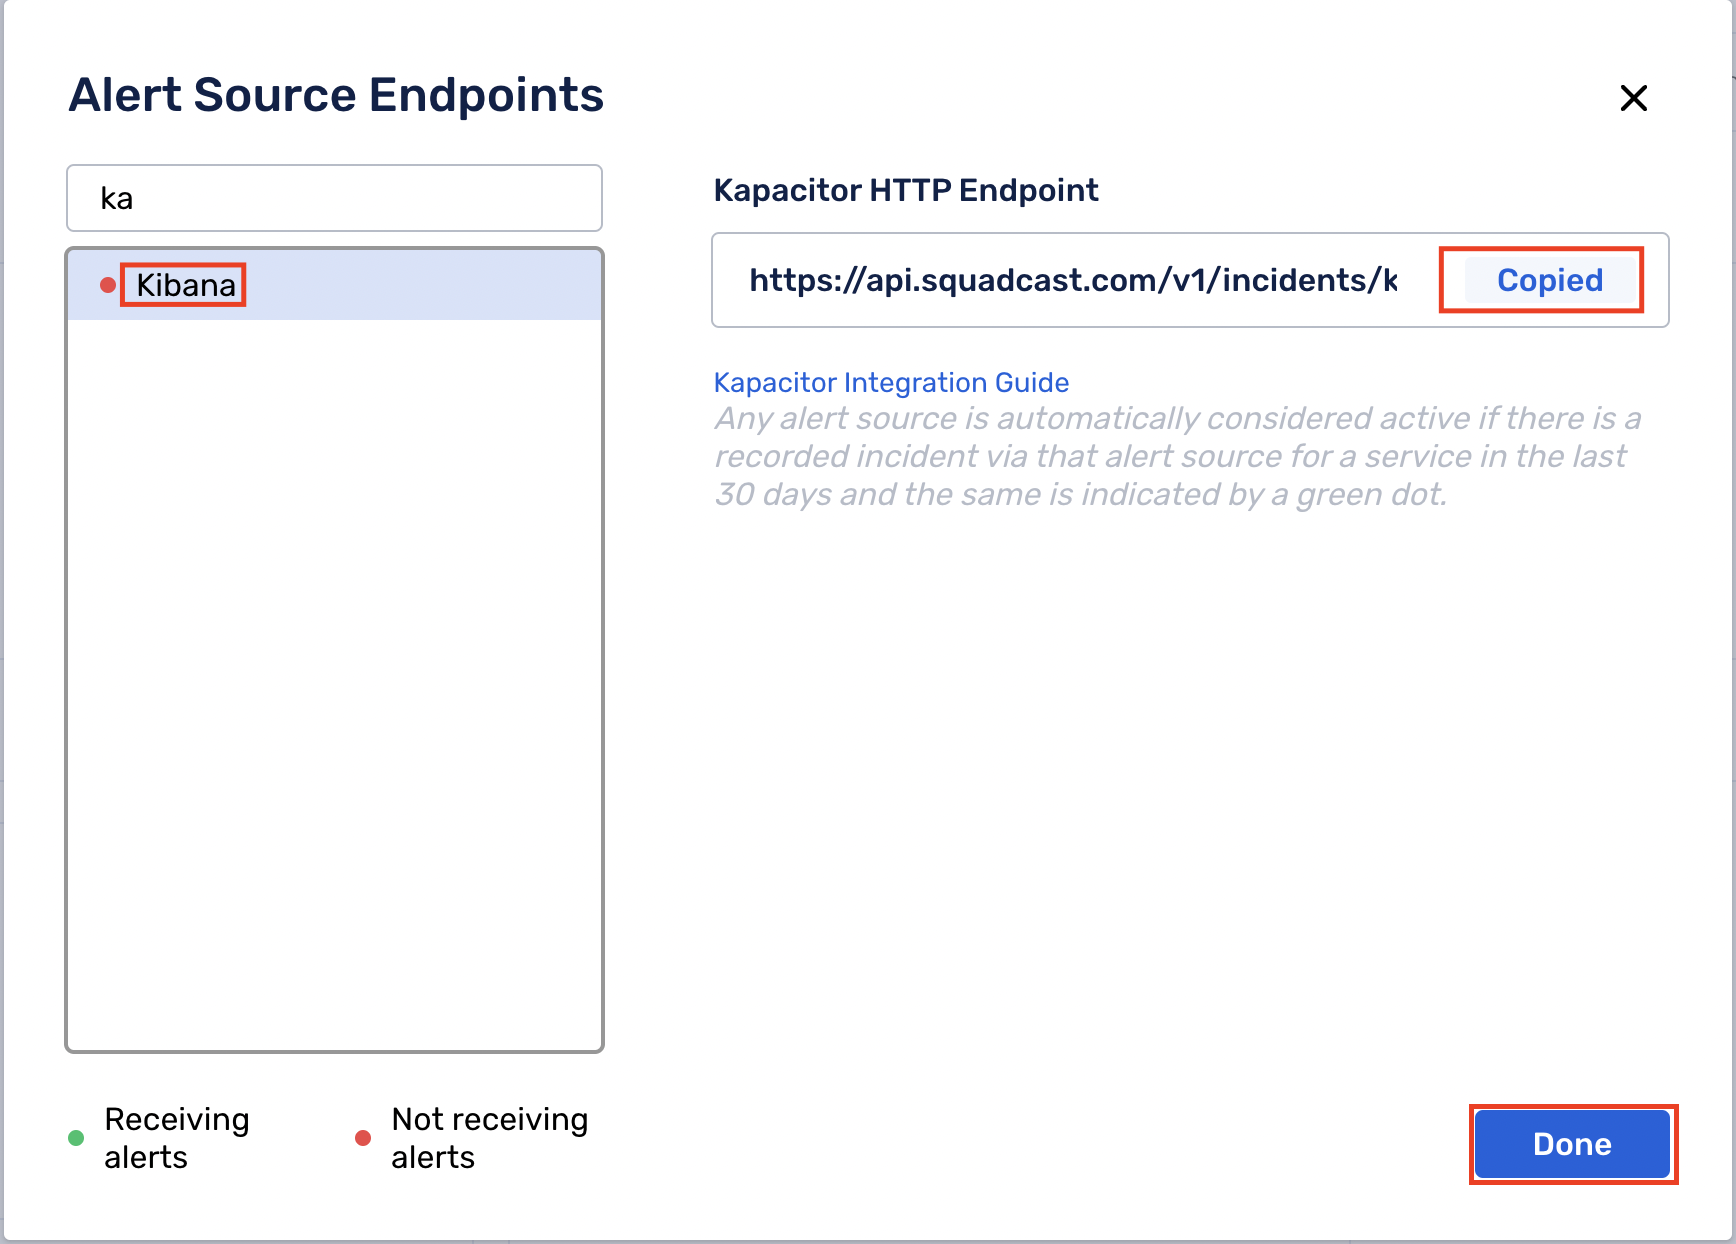 Alert Source Endpoints
ka
Kibana
Kapacitor HTTP Endpoint
https://api.squadcast.com/v1/incidents/k
Copied
Kapacitor Integration Guide
Any alert source is automatically considered active if there is a
recorded incident via that alert source for a service in the last
30 days and the same is indicated by a green dot.
Receiving
alerts
Not receiving
alerts
Done